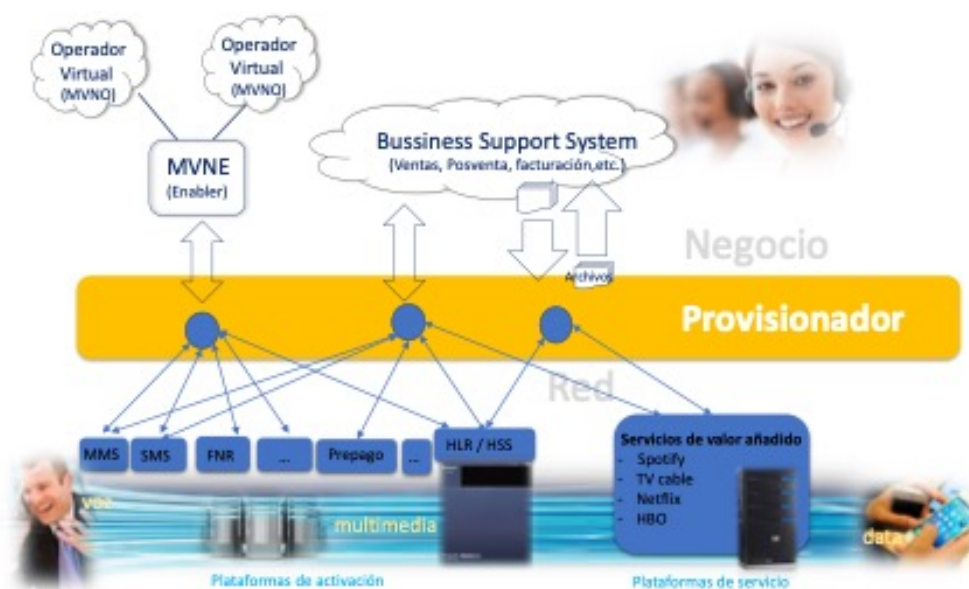 Operador
Virtual
(MVNO)
Operador
Virtual
(MVNO)
MVNE
(Enabler)
Bussiness Support System
(Ventas, Posventa, facturación,etc.)
Negocio
Archivos
Provisionador
Red
MMS
SMS
FNR
...
Prepago
...
HLR / HSS
Servicios de valor añadido
- Spotify
- TV cable
- Netflix
- HBO
voz
multimedia
data
Plataformas de activación
Plataformas de servicio